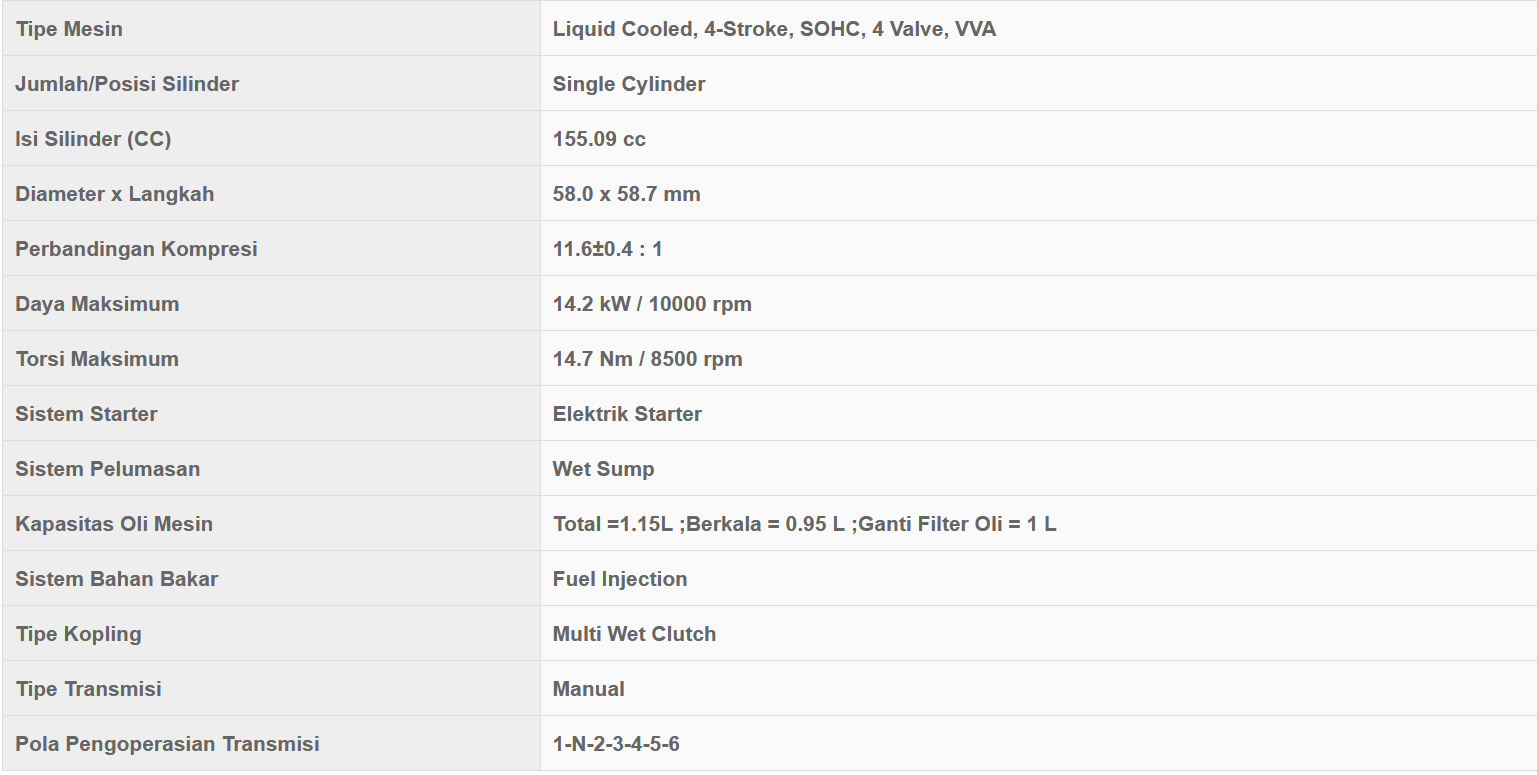 Tipe Mesin Liquid Cooled, 4-Stroke, SOHC, 4 Valve, VVA
Jumlah/Posisi Silinder Single Cylinder
Isi Silinder (CC) 155.09 cc
Diameter x Langkah 58.0 x 58.7 mm
Perbandingan Kompresi 11.6±0.4 : 1
Daya Maksimum 14.2 kW / 10000 rpm
Torsi Maksimum 14.7 Nm / 8500 rpm
Sistem Starter Elektrik Starter
Sistem Pelumasan Wet Sump
Kapasitas Oli Mesin Total =1.15L ;Berkala = 0.95 L ;Ganti Filter Oli = 1 L
Sistem Bahan Bakar Fuel Injection
Tipe Kopling Multi Wet Clutch
Tipe Transmisi Manual
Pola Pengoperasian Transmisi 1-N-2-3-4-5-6